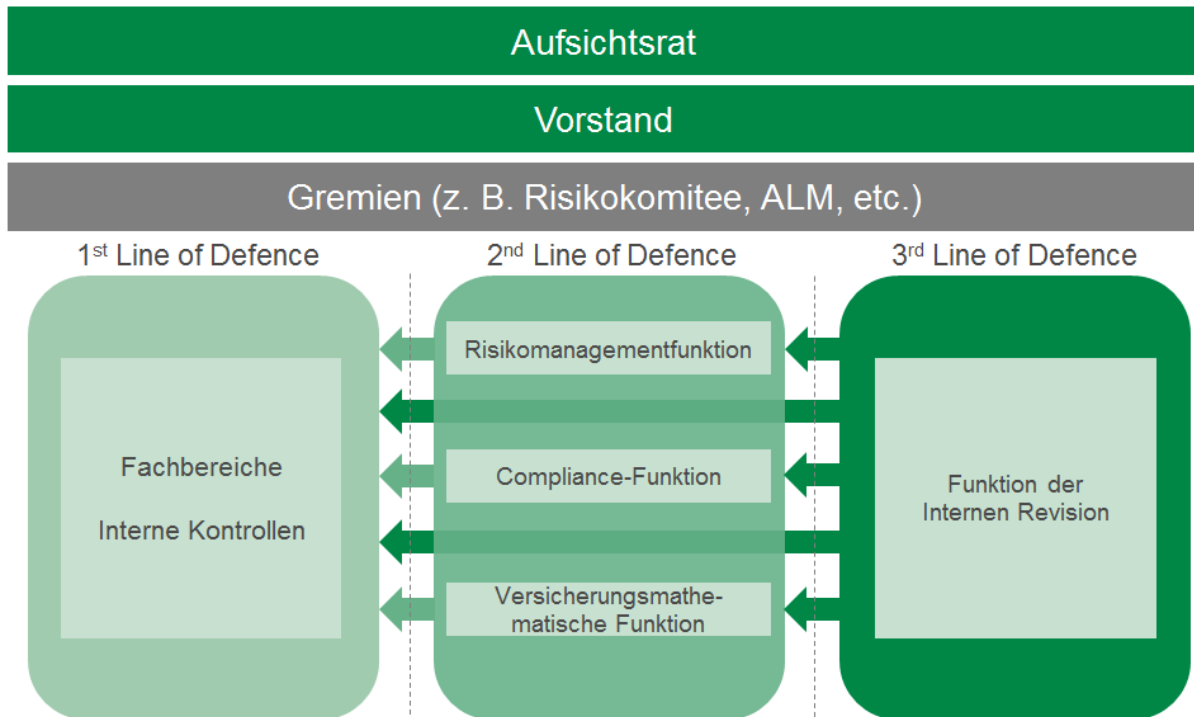 Aufsichtsrat
Vorstand
Gremien (z. B. Risikokomitee, ALM, etc.)
1st Line of Defence
2nd Line of Defence
3rd Line of Defence
Fachbereiche
Interne Kontrollen
Risikomanagementfunktion
Compliance-Funktion
Versicherungsmathe-
matische Funktion
Funktion der
Internen Revision